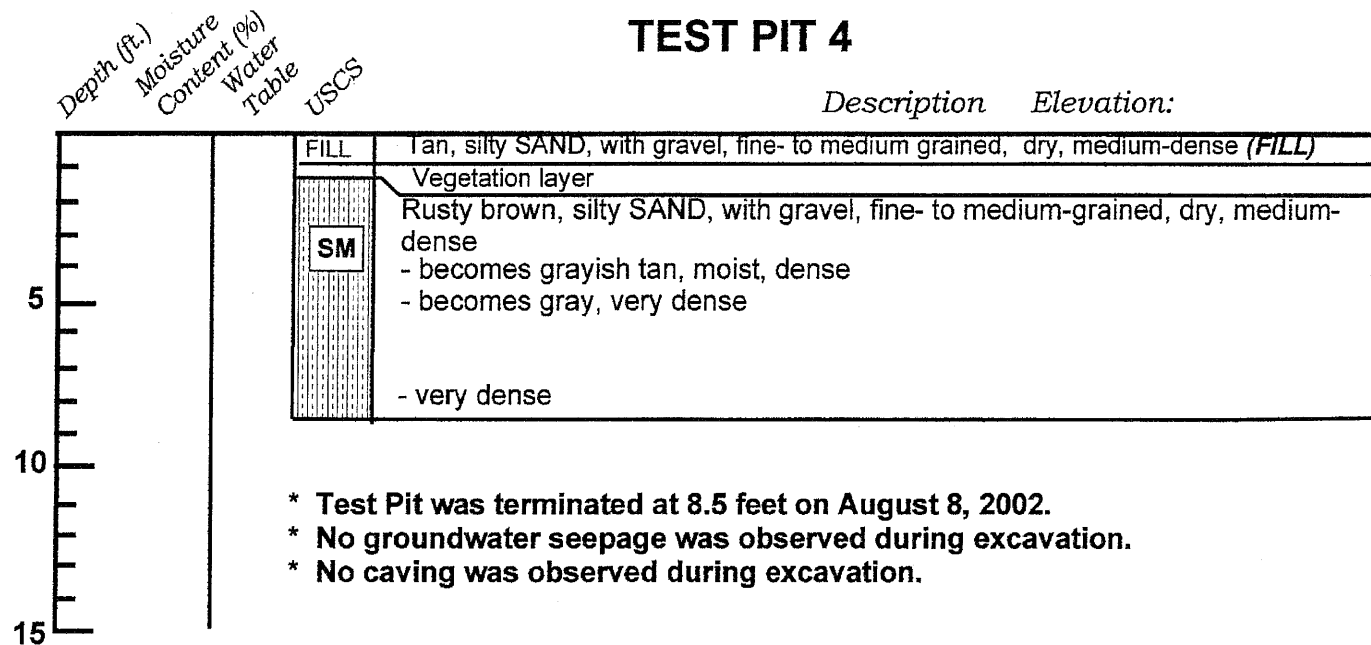 TEST PIT 4
Depth (ft.)
Moisture
Content (%)
Water
Table
USCS
Description Elevation:
FILL
Tan, silty SAND, with gravel, fine- to medium grained, dry, medium-dense (FILL)
Vegetation layer
Rusty brown, silty SAND, with gravel, fine- to medium-grained, dry, medium-
dense
SM
- becomes grayish tan, moist, dense
5
- becomes gray, very dense
- very dense
10
* Test Pit was terminated at 8.5 feet on August 8, 2002.
* No groundwater seepage was observed during excavation.
* No caving was observed during excavation.
15